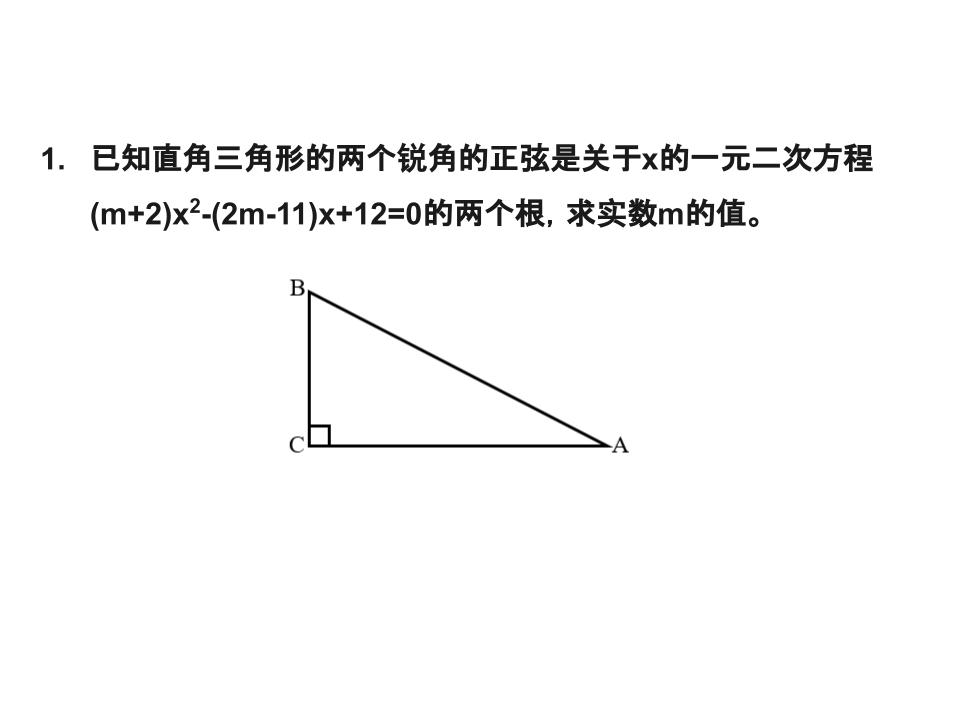 1. 已知直角三角形的两个锐角的正弦是关于x的一元二次方程
(m+2)x²-(2m-11)x+12=0的两个根，求实数m的值。
B
C
A